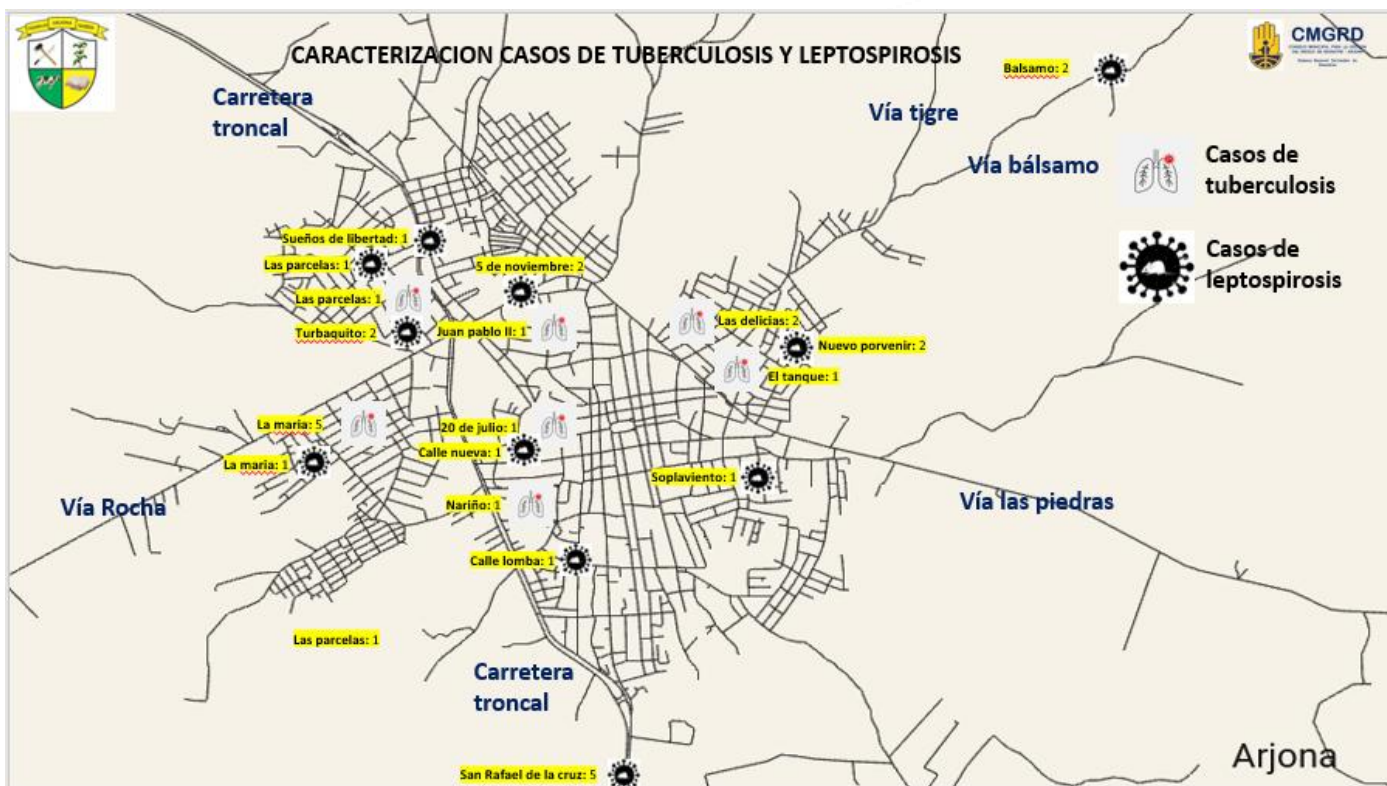 CARACTERIZACION CASOS DE TUBERCULOSIS Y LEPTOSPIROSIS
CMGRD
Balsamo: 2
Carretera
troncal
Vía tigre
Vía bálsamo
Casos de
tuberculosis
Casos de
leptospirosis
Sueños de libertad: 1
Las parcelas: 1
5 de noviembre: 2
Las parcelas: 1
Turbaquito: 2
Juan pablo II: 1
Las delicias: 2
Nuevo porvenir: 2
El tanque: 1
La maria: 5
20 de julio: 1
Calle nueva: 1
La maria: 1
Soplaviento: 1
Vía Rocha
Nariño: 1
Vía las piedras
Calle lomba: 1
Las parcelas: 1
Carretera
troncal
Arjona
San Rafael de la cruz: 5